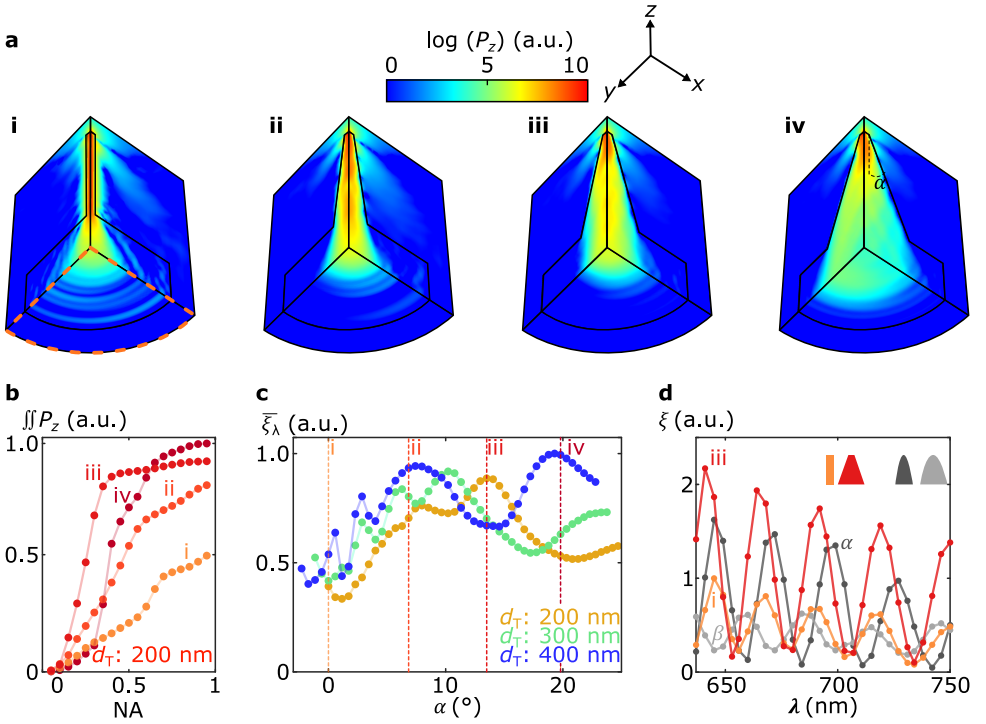 a
log (P_z) (a.u.)
0 5 10
z
y x
i ii iii iv
α
b
∬P_z (a.u.)
1.0
0.5
0
iii
iv
ii
i
d_T: 200 nm
0 0.5 1
NA
c
ξ̅_λ (a.u.)
1.0
0.5
0
i ii iii iv
d_T: 200 nm
d_T: 300 nm
d_T: 400 nm
0 10 20
α (°)
d
ξ (a.u.)
2
1
0
iii
α
i
β
650 700 750
λ (nm)